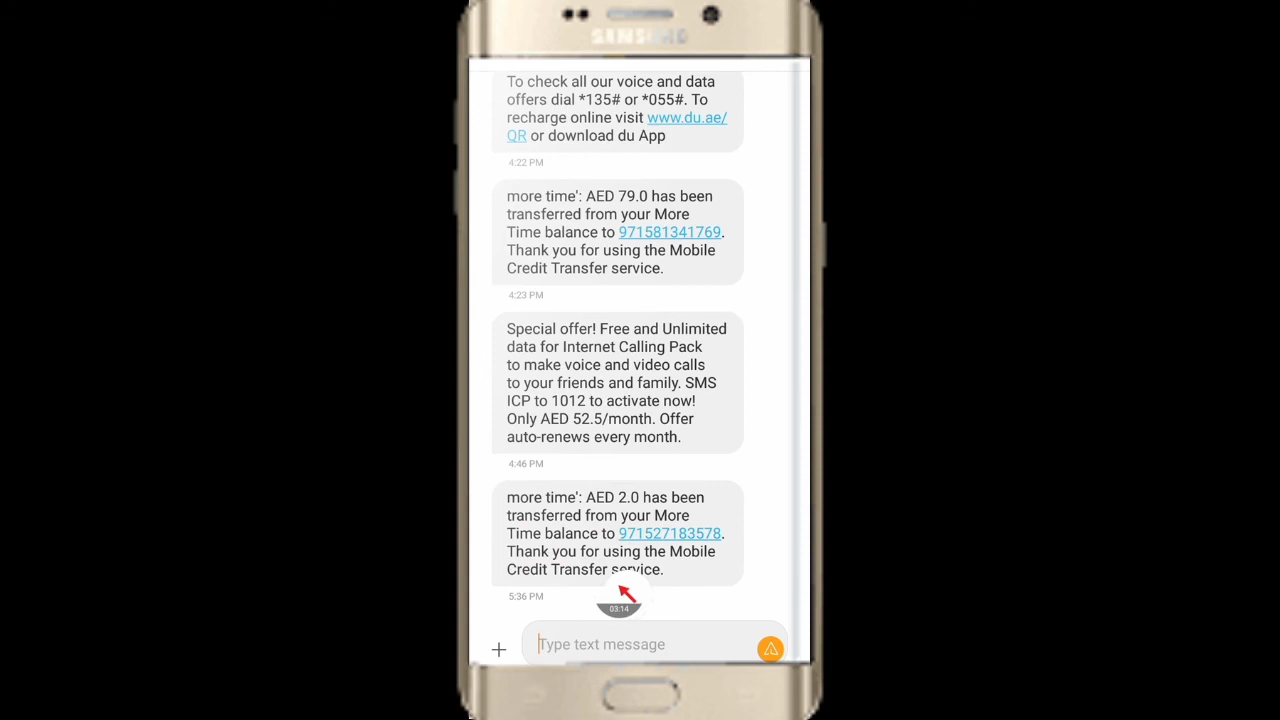 SAMSUNG
To check all our voice and data
offers dial *135# or *055#. To
recharge online visit www.du.ae/
QR or download du App
4:22 PM
more time': AED 79.0 has been
transferred from your More
Time balance to 971581341769.
Thank you for using the Mobile
Credit Transfer service.
4:23 PM
Special offer! Free and Unlimited
data for Internet Calling Pack
to make voice and video calls
to your friends and family. SMS
ICP to 1012 to activate now!
Only AED 52.5/month. Offer
auto-renews every month.
4:46 PM
more time': AED 2.0 has been
transferred from your More
Time balance to 971527183578.
Thank you for using the Mobile
Credit Transfer service.
5:36 PM
03:14
Type text message